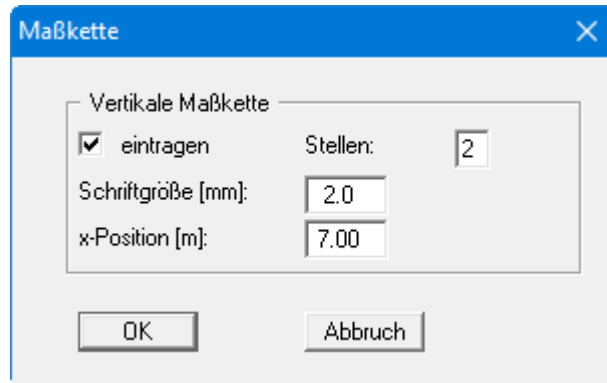 Maßkette
Vertikale Maßkette
eintragen Stellen: 2
Schriftgröße [mm]: 2.0
x-Position [m]: 7.00
OK Abbruch